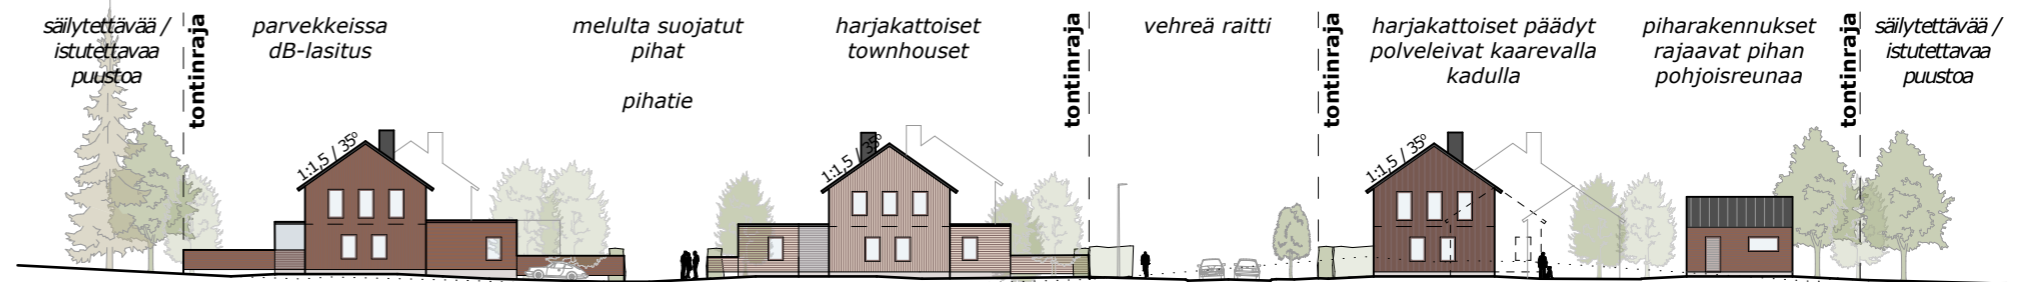 säilytettävää /
istutettavaa
puustoa
tontinraja
parvekkeissa
dB-lasitus
melulta suojatut
pihat
pihatie
harjakattoiset
townhouset
tontinraja
vehreä raitti
tontinraja
harjakattoiset päädyt
polveleivat kaarevalla
kadulla
piharakennukset
rajaavat pihan
pohjoisreunaa
tontinraja
säilytettävää /
istutettavaa
puustoa
1:1,5 / 35°
1:1,5 / 35°
1:1,5 / 35°